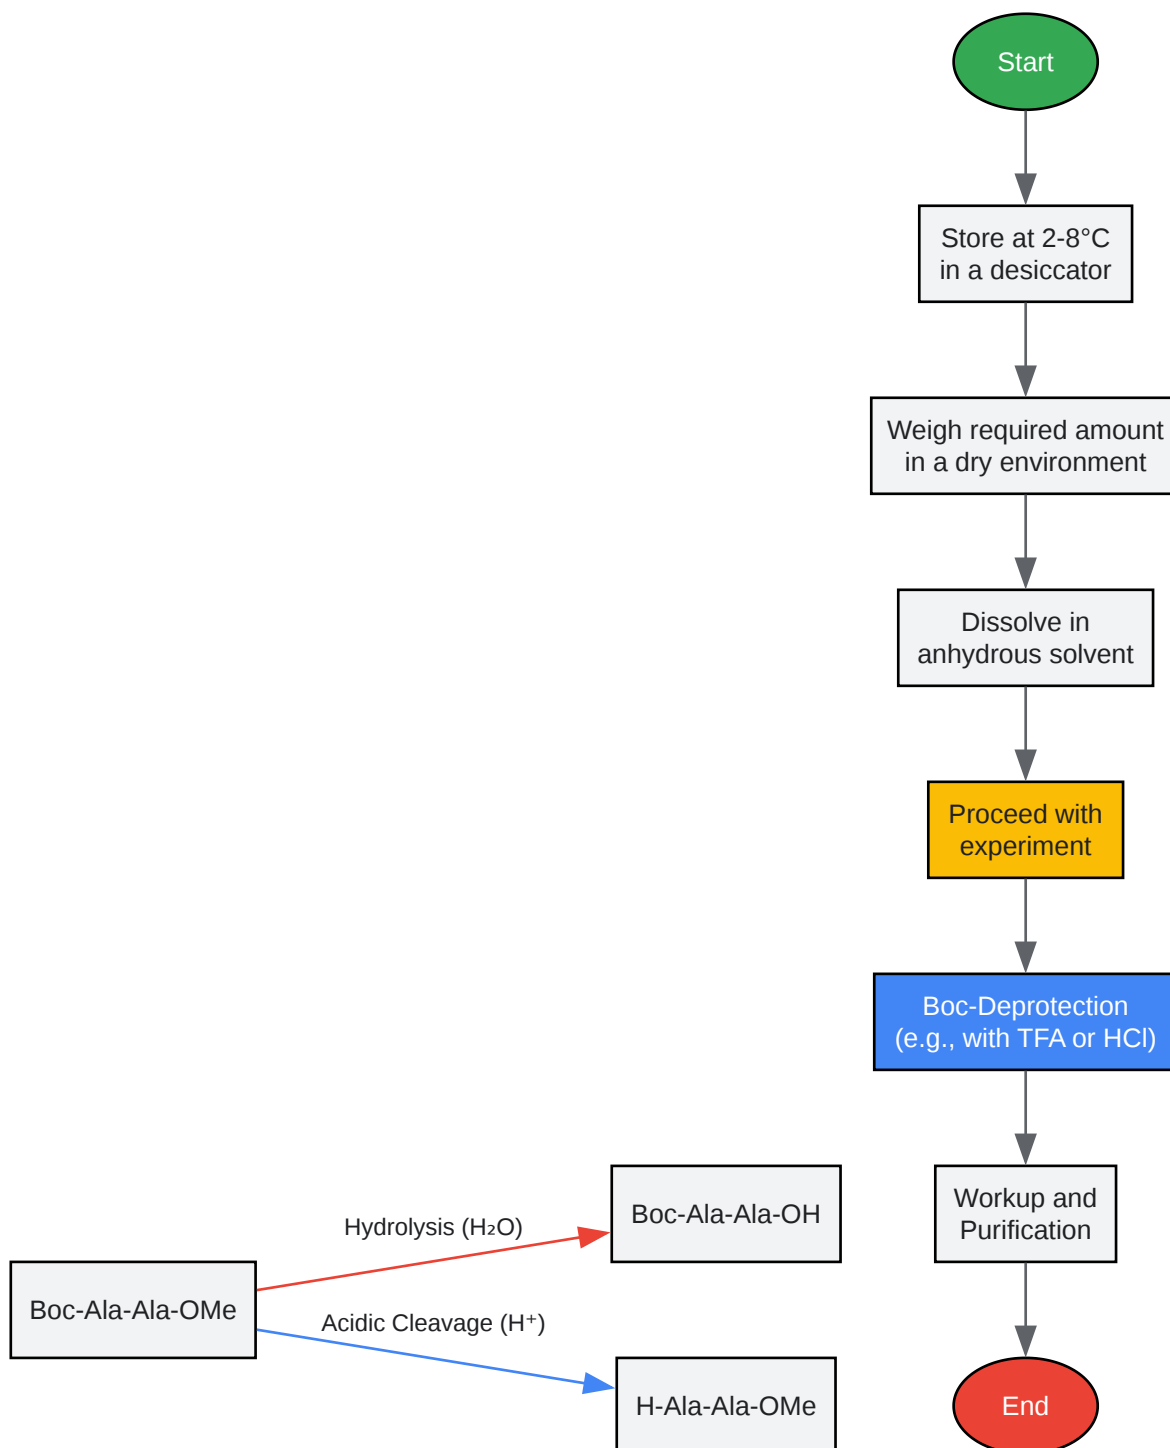 Start
Store at 2-8°C
in a desiccator
Weigh required amount
in a dry environment
Dissolve in
anhydrous solvent
Proceed with
experiment
Boc-Deprotection
(e.g., with TFA or HCl)
Workup and
Purification
End
Boc-Ala-Ala-OMe
Hydrolysis (H₂O)
Boc-Ala-Ala-OH
Acidic Cleavage (H⁺)
H-Ala-Ala-OMe